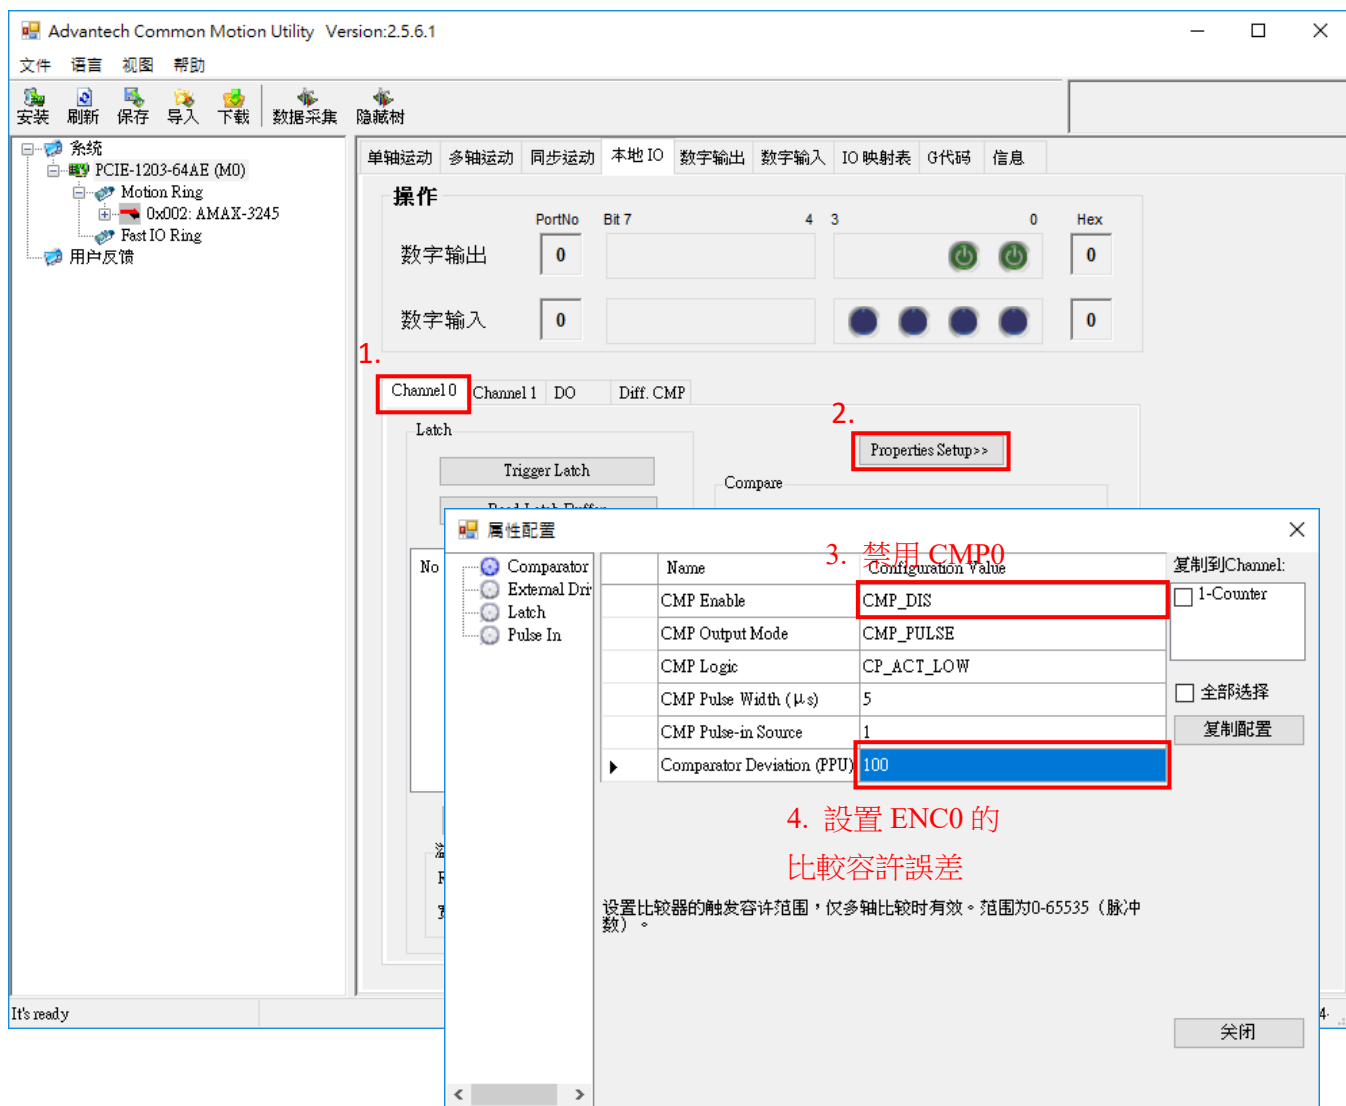 Advantech Common Motion Utility Version:2.5.6.1
文件 语言 视图 帮助
安装 刷新 保存 导入 下载 数据采集 隐藏树
系统
PCIE-1203-64AE (M0)
Motion Ring
0x002: AMAX-3245
Fast IO Ring
用户反馈
单轴运动 多轴运动 同步运动 本地 IO 数字输出 数字输入 IO 映射表 G代码 信息
操作
PortNo Bit 7 4 3 0 Hex
数字输出 0 0
数字输入 0 0
1.
Channel 0 Channel 1 DO Diff. CMP
2.
Latch
Properties Setup>>
Trigger Latch
Compare
No
属性配置
3. 禁用 CMP0
Comparator
External Dri
Latch
Pulse In
Name Configuration Value
CMP Enable CMP_DIS
CMP Output Mode CMP_PULSE
CMP Logic CP_ACT_LOW
CMP Pulse Width (μs) 5
CMP Pulse-in Source 1
Comparator Deviation (PPU) 100
复制到Channel:
1-Counter
全部选择
复制配置
4. 設置 ENC0 的
比較容許誤差
设置比较器的触发容许范围，仅多轴比较时有效。范围为0-65535（脉冲
数）。
关闭
It's ready